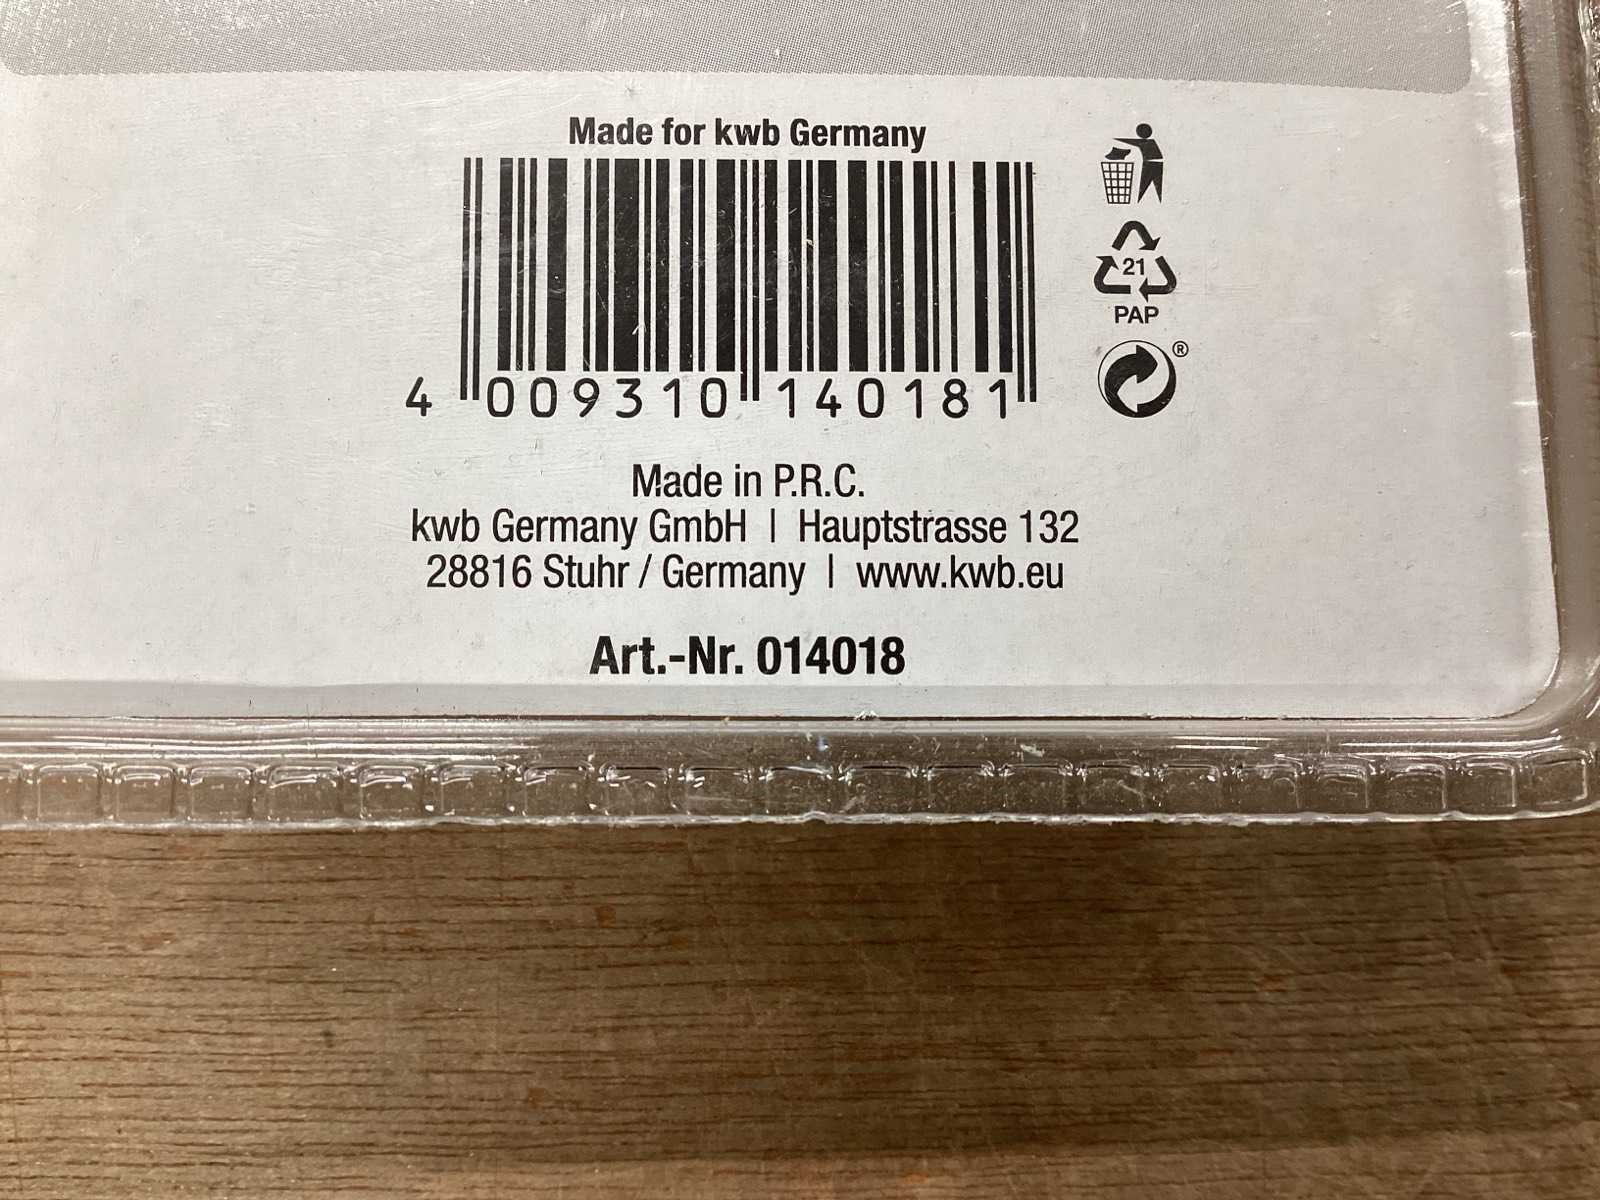 Made for kwb Germany
4 009310 140181
21
PAP
®
Made in P.R.C.
kwb Germany GmbH | Hauptstrasse 132
28816 Stuhr / Germany | www.kwb.eu
Art.-Nr. 014018